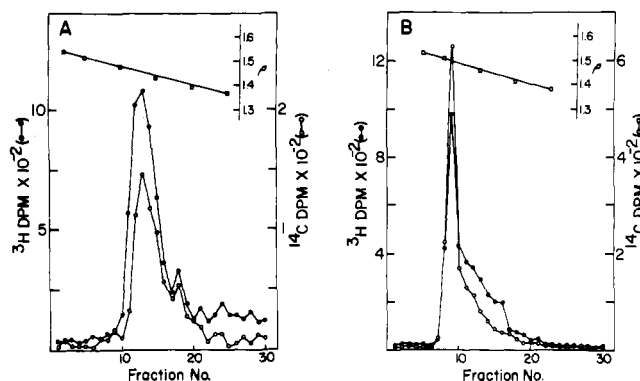 A
1.6
1.5
1.4
1.3
ρ
10
5
2
1
³H DPM X 10⁻² (●–●)
¹⁴C DPM X 10⁻² (○–○)
10 20 30
Fraction No.
B
1.6
1.5
1.4
1.3
ρ
12
8
4
6
4
2
³H DPM X 10⁻² (●–●)
¹⁴C DPM X 10⁻² (○–○)
10 20 30
Fraction No.